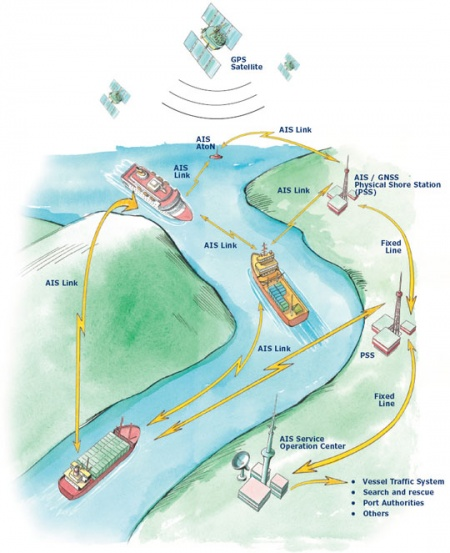 GPS
Satellite
AIS
AtoN
AIS Link
AIS
Link
AIS / GNSS
Physical Shore Station
(PSS)
AIS Link
AIS Link
Fixed
Line
AIS Link
AIS Link
PSS
Fixed
Line
AIS Service
Operation Center
• Vessel Traffic System
• Search and rescue
• Port Authorities
• Others